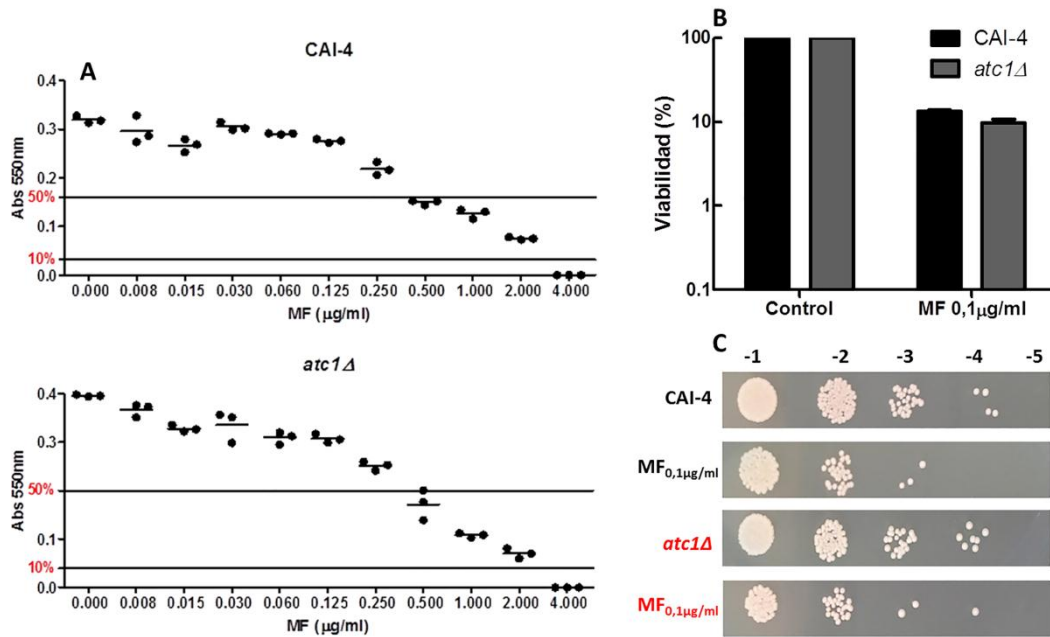 A
CAI-4
0.4
0.3
0.2
50%
0.1
10%
0.0
Abs 550nm
0.000 0.008 0.015 0.030 0.060 0.125 0.250 0.500 1.000 2.000 4.000
MF (μg/ml)
atc1Δ
0.4
0.3
50%
0.1
10%
0.0
Abs 550nm
0.000 0.008 0.015 0.030 0.060 0.125 0.250 0.500 1.000 2.000 4.000
MF (μg/ml)
B
CAI-4
atc1Δ
100
10
1
0.1
Viabilidad (%)
Control MF 0,1μg/ml
C
-1 -2 -3 -4 -5
CAI-4
MF0,1μg/ml
atc1Δ
MF0,1μg/ml